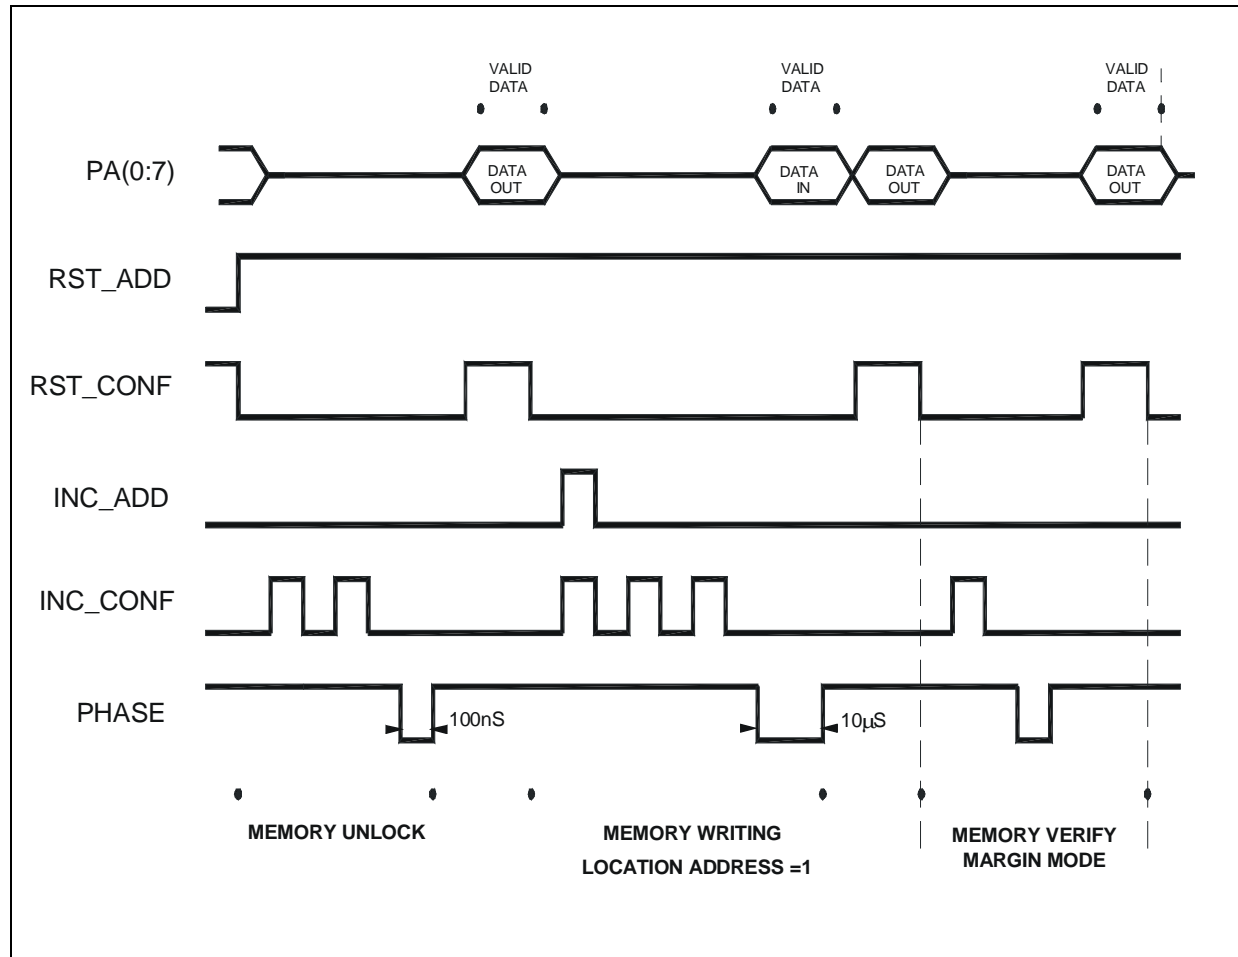 VALID
DATA
VALID
DATA
VALID
DATA
PA(0:7)
DATA
OUT
DATA
IN
DATA
OUT
DATA
OUT
RST_ADD
RST_CONF
INC_ADD
INC_CONF
PHASE
100nS
10µS
MEMORY UNLOCK
MEMORY WRITING
LOCATION ADDRESS =1
MEMORY VERIFY
MARGIN MODE